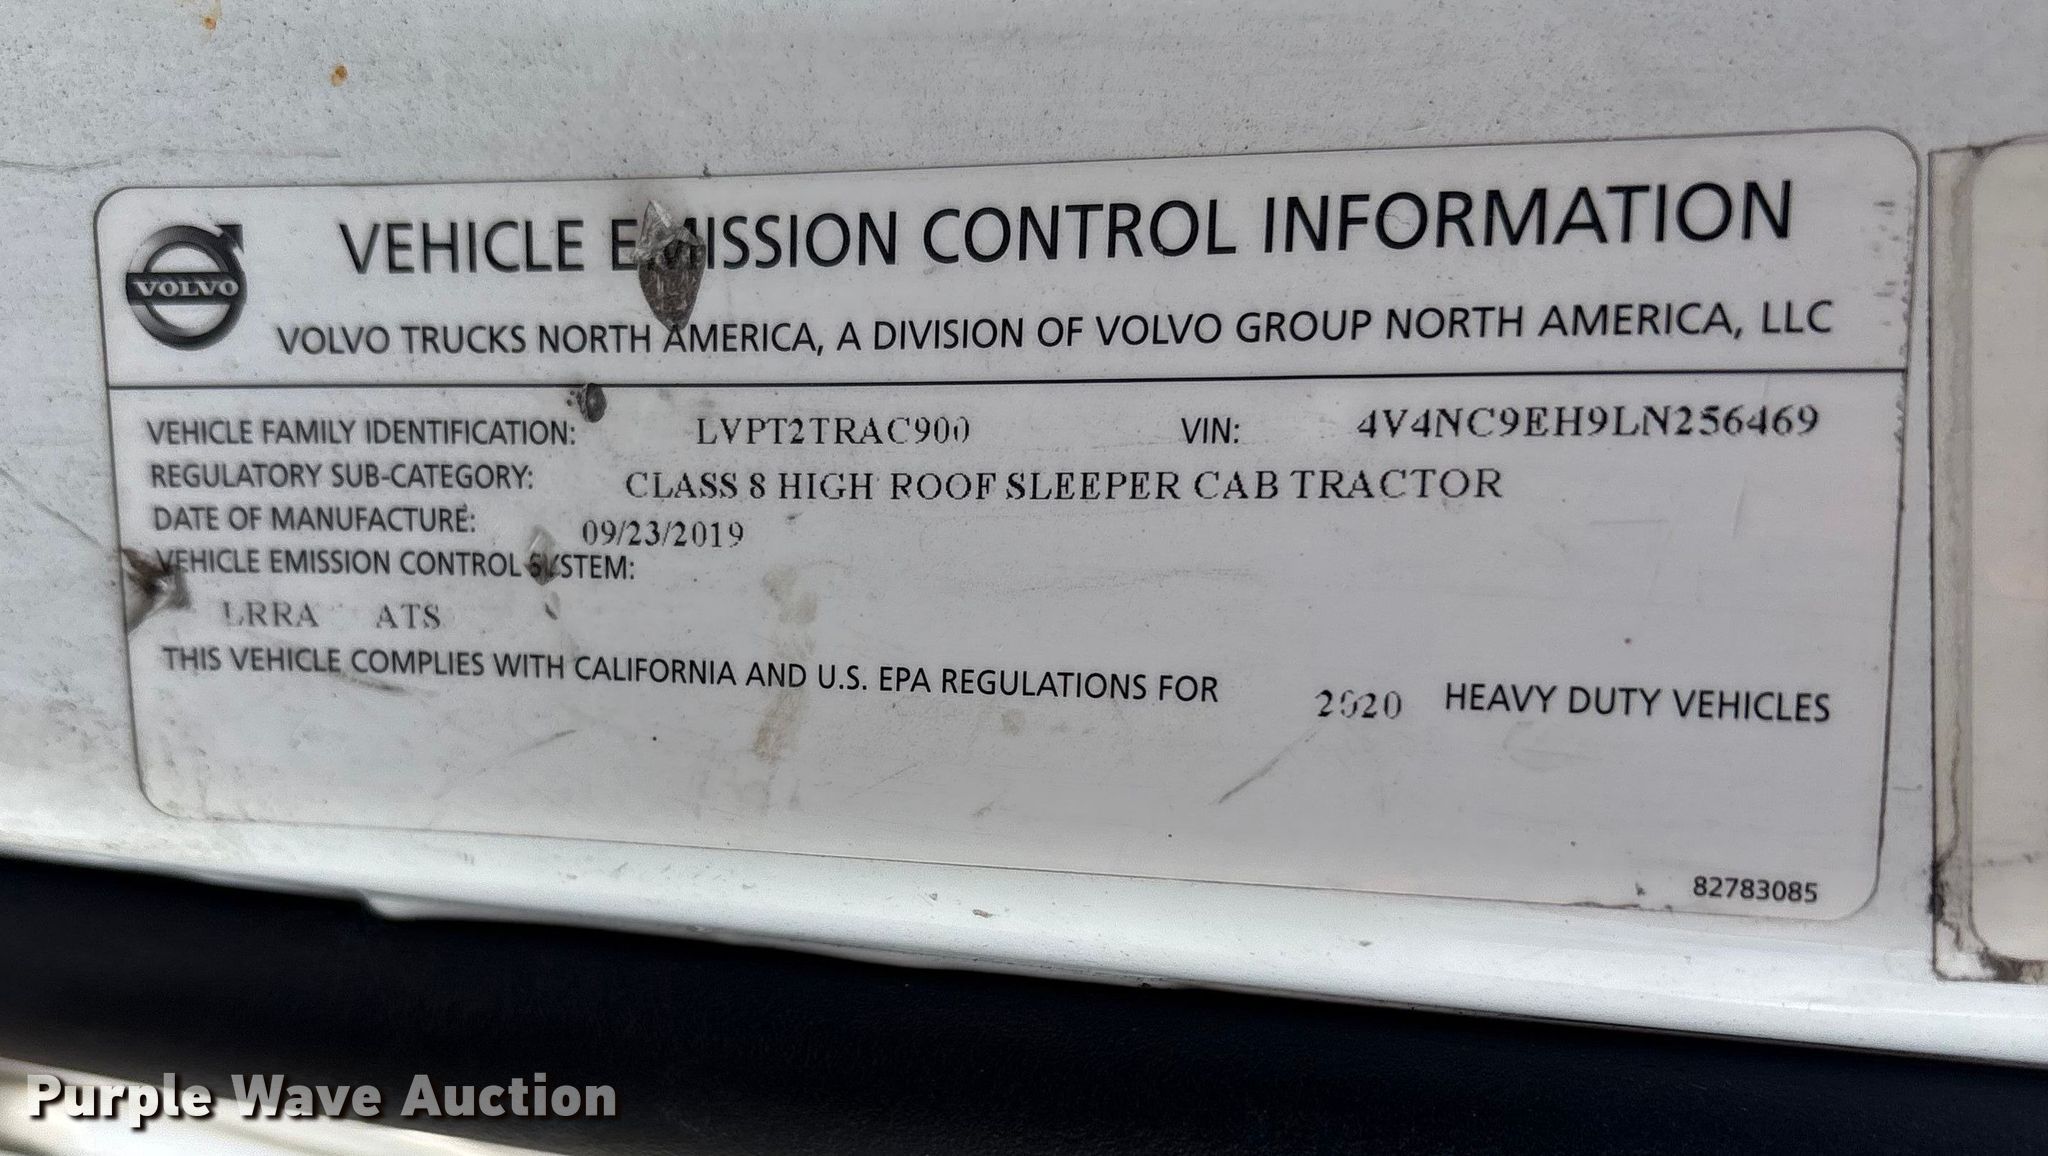 VOLVO
VEHICLE EMISSION CONTROL INFORMATION
VOLVO TRUCKS NORTH AMERICA, A DIVISION OF VOLVO GROUP NORTH AMERICA, LLC
VEHICLE FAMILY IDENTIFICATION: LVPT2TRAC900 VIN: 4V4NC9EH9LN256469
REGULATORY SUB-CATEGORY: CLASS 8 HIGH ROOF SLEEPER CAB TRACTOR
DATE OF MANUFACTURE: 09/23/2019
VEHICLE EMISSION CONTROL SYSTEM:
LRRA ATS
THIS VEHICLE COMPLIES WITH CALIFORNIA AND U.S. EPA REGULATIONS FOR 2020 HEAVY DUTY VEHICLES
82783085
Purple Wave Auction